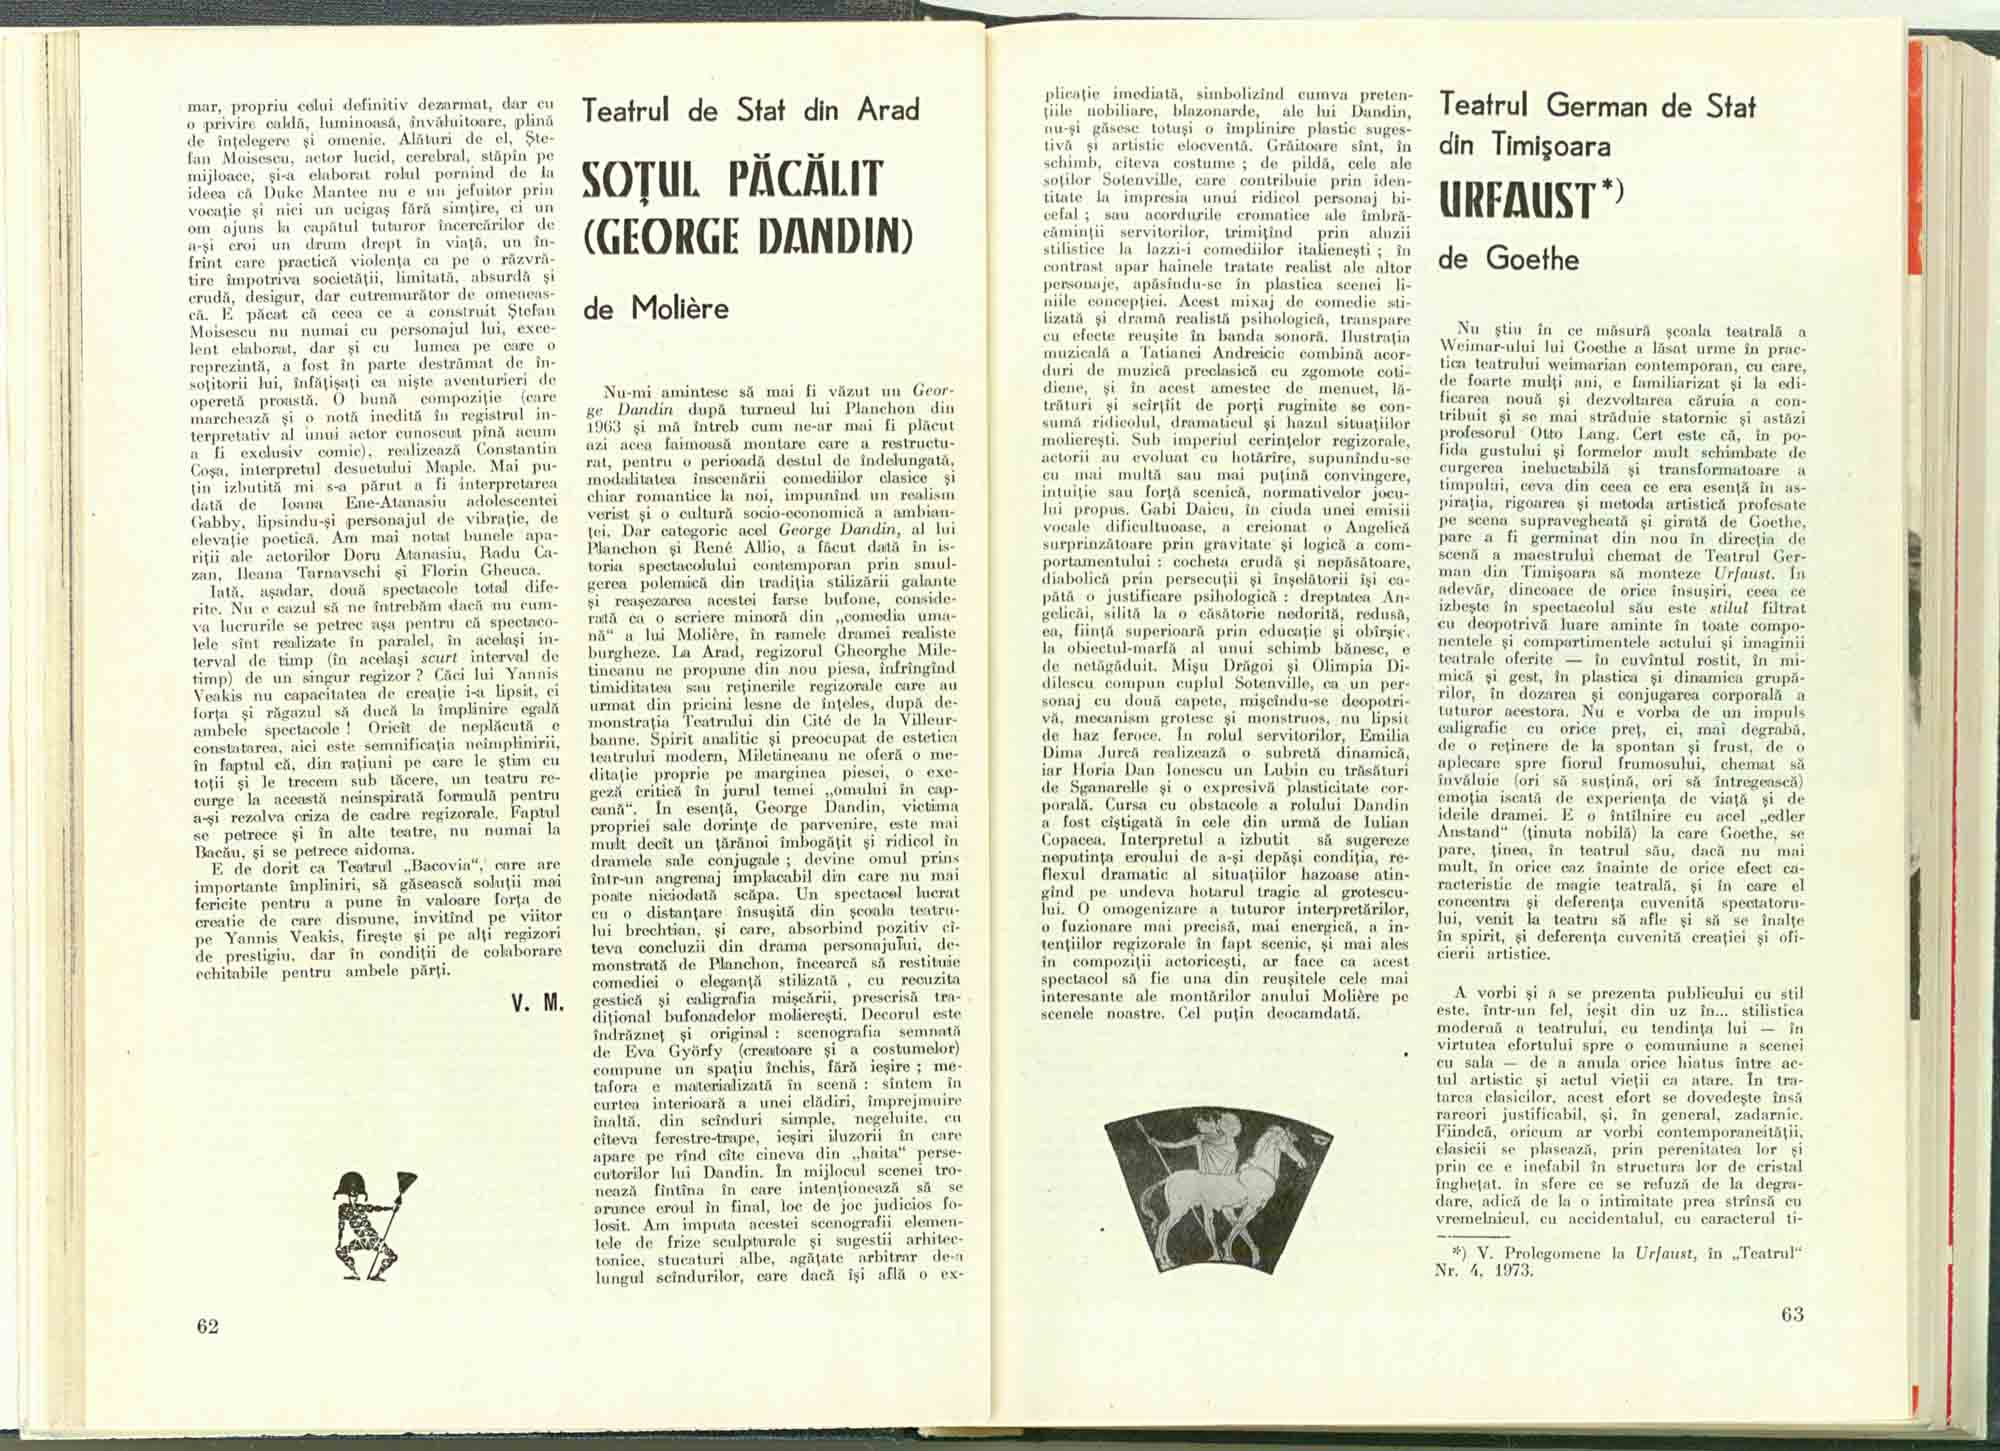 mar, propriu celui definitiv dezarmat, dar cu
o privire caldă, luminoasă, învăluitoare, plină
de înțelegere și omenie. Alături de el, Ște-
fan Moisescu, actor lucid, cerebral, stăpîn pe
mijloace, și-a elaborat rolul pornind de la
ideea că Duke Mantee nu e un jefuitor prin
vocație și nici un ucigaș fără simțire, ci un
om ajuns la capătul tuturor încercărilor de
a-și croi un drum drept în viață, un în-
frînt care practică violența ca pe o răzvră-
tire împotriva societății, limitată, absurdă și
crudă, desigur, dar cutremurător de omeneas-
că. E păcat că ceea ce a construit Ștefan
Moisescu nu numai cu personajul lui, exce-
lent elaborat, dar și cu lumea pe care o
reprezintă, a fost în parte destrămat de în-
soțitorii lui, înfățișați ca niște aventurieri de
operetă proastă. O bună compoziție (care
marchează și o notă inedită în registrul in-
terpretativ al unui actor cunoscut pînă acum
a fi exclusiv comic), realizează Constantin
Coșa, interpretul desuetului Maple. Mai pu-
țin izbutită mi s-a părut a fi interpretarea
dată de Ioana Ene-Atanasiu adolescentei
Gabby, lipsindu-și personajul de vibrație, de
elevație poetică. Am mai notat bunele apa-
riții ale actorilor Doru Atanasiu, Radu Ca-
zan, Ileana Tarnavschi și Florin Gheuca.
Iată, așadar, două spectacole total dife-
rite. Nu e cazul să ne întrebăm dacă nu cum-
va lucrurile se petrec așa pentru că spectaco-
lele sînt realizate în paralel, în același in-
terval de timp (în același scurt interval de
timp) de un singur regizor ? Căci lui Yannis
Veakis nu capacitatea de creație i-a lipsit, ci
forța și răgazul să ducă la împlinire egală
ambele spectacole ! Oricît de neplăcută e
constatarea, aici este semnificația neîmplinirii,
în faptul că, din rațiuni pe care le știm cu
toții și le trecem sub tăcere, un teatru re-
curge la această neinspirată formulă pentru
a-și rezolva criza de cadre regizorale. Faptul
se petrece și în alte teatre, nu numai la
Bacău, și se petrece aidoma.
E de dorit ca Teatrul „Bacovia“, care are
importante împliniri, să găsească soluții mai
fericite pentru a pune în valoare forța de
creație de care dispune, invitînd pe viitor
pe Yannis Veakis, firește și pe alți regizori
de prestigiu, dar în condiții de colaborare
echitabile pentru ambele părți.
V. M.
62
Teatrul de Stat din Arad
SOȚUL PĂCĂLIT
(GEORGE DANDIN)
de Molière
Nu-mi amintesc să mai fi văzut un Geor-
ge Dandin după turneul lui Planchon din
1963 și mă întreb cum ne-ar mai fi plăcut
azi acea faimoasă montare care a restructu-
rat, pentru o perioadă destul de îndelungată,
modalitatea înscenării comediilor clasice și
chiar romantice la noi, impunînd un realism
verist și o cultură socio-economică a ambian-
ței. Dar categoric acel George Dandin, al lui
Planchon și René Allio, a făcut dată în is-
toria spectacolului contemporan prin smul-
gerea polemică din tradiția stilizării galante
și reașezarea acestei farse bufone, conside-
rată ca o scriere minoră din „comedia uma-
nă“ a lui Molière, în ramele dramei realiste
burgheze. La Arad, regizorul Gheorghe Mile-
tineanu ne propune din nou piesa, înfrîngînd
timiditatea sau reținerile regizorale care au
urmat din pricini lesne de înțeles, după de-
monstrația Teatrului din Cité de la Villeur-
banne. Spirit analitic și preocupat de estetica
teatrului modern, Miletineanu ne oferă o me-
ditație proprie pe marginea piesei, o exe-
geză critică în jurul temei „omului în cap-
cană“. În esență, George Dandin, victima
propriei sale dorințe de parvenire, este mai
mult decît un țărănoi îmbogățit și ridicol în
dramele sale conjugale ; devine omul prins
într-un angrenaj implacabil din care nu mai
poate niciodată scăpa. Un spectacol lucrat
cu o distanțare însușită din școala teatru-
lui brechtian, și care, absorbind pozitiv cî-
teva concluzii din drama personajului, de-
monstrată de Planchon, încearcă să restituie
comediei o eleganță stilizată , cu recuzita
gestică și caligrafia mișcării, prescrisă tra-
dițional bufonadelor molierești. Decorul este
îndrăzneț și original : scenografia semnată
de Eva Györfy (creatoare și a costumelor)
compune un spațiu închis, fără ieșire ; me-
tafora e materializată în scenă : sîntem în
curtea interioară a unei clădiri, împrejmuire
înaltă, din scînduri simple, negeluite, cu
cîteva ferestre-trape, ieșiri iluzorii în care
apare pe rînd cîte cineva din „haita“ perse-
cutorilor lui Dandin. În mijlocul scenei tro-
nează fîntîna în care intenționează să se
arunce eroul în final, loc de joc judicios fo-
losit. Am imputa acestei scenografii elemen-
tele de frize sculpturale și sugestii arhitec-
tonice, stucaturi albe, agățate arbitrar de-a
lungul scîndurilor, care dacă își află o ex-
plicație imediată, simbolizînd cumva preten-
țiile nobiliare, blazonarde, ale lui Dandin,
nu-și găsesc totuși o împlinire plastic suges-
tivă și artistic elocventă. Grăitoare sînt, în
schimb, cîteva costume ; de pildă, cele ale
soților Sotenville, care contribuie prin iden-
titate la impresia unui ridicol personaj bi-
cefal ; sau acordurile cromatice ale îmbră-
căminții servitorilor, trimițînd prin aluzii
stilistice la lazzi-i comediilor italienești ; în
contrast apar hainele tratate realist ale altor
personaje, apăsîndu-se în plastica scenei li-
niile concepției. Acest mixaj de comedie sti-
lizată și dramă realistă psihologică, transpare
cu efecte reușite în banda sonoră. Ilustrația
muzicală a Tatianei Andreicic combină acor-
duri de muzică preclasică cu zgomote coti-
diene, și în acest amestec de menuet, lă-
trături și scîrțîit de porți ruginite se con-
sumă ridicolul, dramaticul și hazul situațiilor
molierești. Sub imperiul cerințelor regizorale,
actorii au evoluat cu hotărîre, supunîndu-se
cu mai multă sau mai puțină convingere,
intuiție sau forță scenică, normativelor jocu-
lui propus. Gabi Daicu, în ciuda unei emisii
vocale dificultuoase, a creionat o Angelică
surprinzătoare prin gravitate și logică a com-
portamentului : cocheta crudă și nepăsătoare,
diabolică prin persecuții și înșelătorii își ca-
pătă o justificare psihologică : dreptatea An-
gelicăi, silită la o căsătorie nedorită, redusă,
ea, ființă superioară prin educație și obîrșie,
la obiectul-marfă al unui schimb bănesc, e
de netăgăduit. Mișu Drăgoi și Olimpia Di-
dilescu compun cuplul Sotenville, ca un per-
sonaj cu două capete, mișcîndu-se deopotri-
vă, mecanism grotesc și monstruos, nu lipsit
de haz feroce. În rolul servitorilor, Emilia
Dima Jurcă realizează o subretă dinamică,
iar Horia Dan Ionescu un Lubin cu trăsături
de Sganarelle și o expresivă plasticitate cor-
porală. Cursa cu obstacole a rolului Dandin
a fost cîștigată în cele din urmă de Iulian
Copacea. Interpretul a izbutit să sugereze
neputința eroului de a-și depăși condiția, re-
flexul dramatic al situațiilor hazoase atin-
gînd pe undeva hotarul tragic al grotescu-
lui. O omogenizare a tuturor interpretărilor,
o fuzionare mai precisă, mai energică, a in-
tențiilor regizorale în fapt scenic, și mai ales
în compoziții actoricești, ar face ca acest
spectacol să fie una din reușitele cele mai
interesante ale montărilor anului Molière pe
scenele noastre. Cel puțin deocamdată.
Teatrul German de Stat
din Timișoara
URFAUST*)
de Goethe
Nu știu în ce măsură școala teatrală a
Weimar-ului lui Goethe a lăsat urme în prac-
tica teatrului weimarian contemporan, cu care,
de foarte mulți ani, e familiarizat și la edi-
ficarea nouă și dezvoltarea căruia a con-
tribuit și se mai străduie statornic și astăzi
profesorul Otto Lang. Cert este că, în po-
fida gustului și formelor mult schimbate de
curgerea ineluctabilă și transformatoare a
timpului, ceva din ceea ce era esență în as-
pirația, rigoarea și metoda artistică profesate
pe scena supravegheată și girată de Goethe,
pare a fi germinat din nou în direcția de
scenă a maestrului chemat de Teatrul Ger-
man din Timișoara să monteze Urfaust. În
adevăr, dincoace de orice însușiri, ceea ce
izbește în spectacolul său este stilul filtrat
cu deopotrivă luare aminte în toate compo-
nentele și compartimentele actului și imaginii
teatrale oferite — în cuvîntul rostit, în mi-
mică și gest, în plastica și dinamica grupă-
rilor, în dozarea și conjugarea corporală a
tuturor acestora. Nu e vorba de un impuls
caligrafic cu orice preț, ci, mai degrabă,
de o reținere de la spontan și frust, de o
aplecare spre fiorul frumosului, chemat să
învăluie (ori să susțină, ori să întregească)
emoția iscată de experiența de viață și de
ideile dramei. E o întîlnire cu acel „edler
Anstand“ (ținuta nobilă) la care Goethe, se
pare, ținea, în teatrul său, dacă nu mai
mult, în orice caz înainte de orice efect ca-
racteristic de magie teatrală, și în care el
concentra și deferența cuvenită spectatoru-
lui, venit la teatru să afle și să se înalțe
în spirit, și deferența cuvenită creației și ofi-
cierii artistice.
A vorbi și a se prezenta publicului cu stil
este, într-un fel, ieșit din uz în... stilistica
modernă a teatrului, cu tendința lui — în
virtutea efortului spre o comuniune a scenei
cu sala — de a anula orice hiatus între ac-
tul artistic și actul vieții ca atare. În tra-
tarea clasicilor, acest efort se dovedește însă
rareori justificabil, și, în general, zadarnic.
Fiindcă, oricum ar vorbi contemporaneității,
clasicii se plasează, prin perenitatea lor și
prin ce e inefabil în structura lor de cristal
înghețat, în sfere ce se refuză de la degra-
dare, adică de la o intimitate prea strînsă cu
vremelnicul, cu accidentalul, cu caracterul ti-
*) V. Prolegomene la Urfaust, în „Teatrul“
Nr. 4, 1973.
63